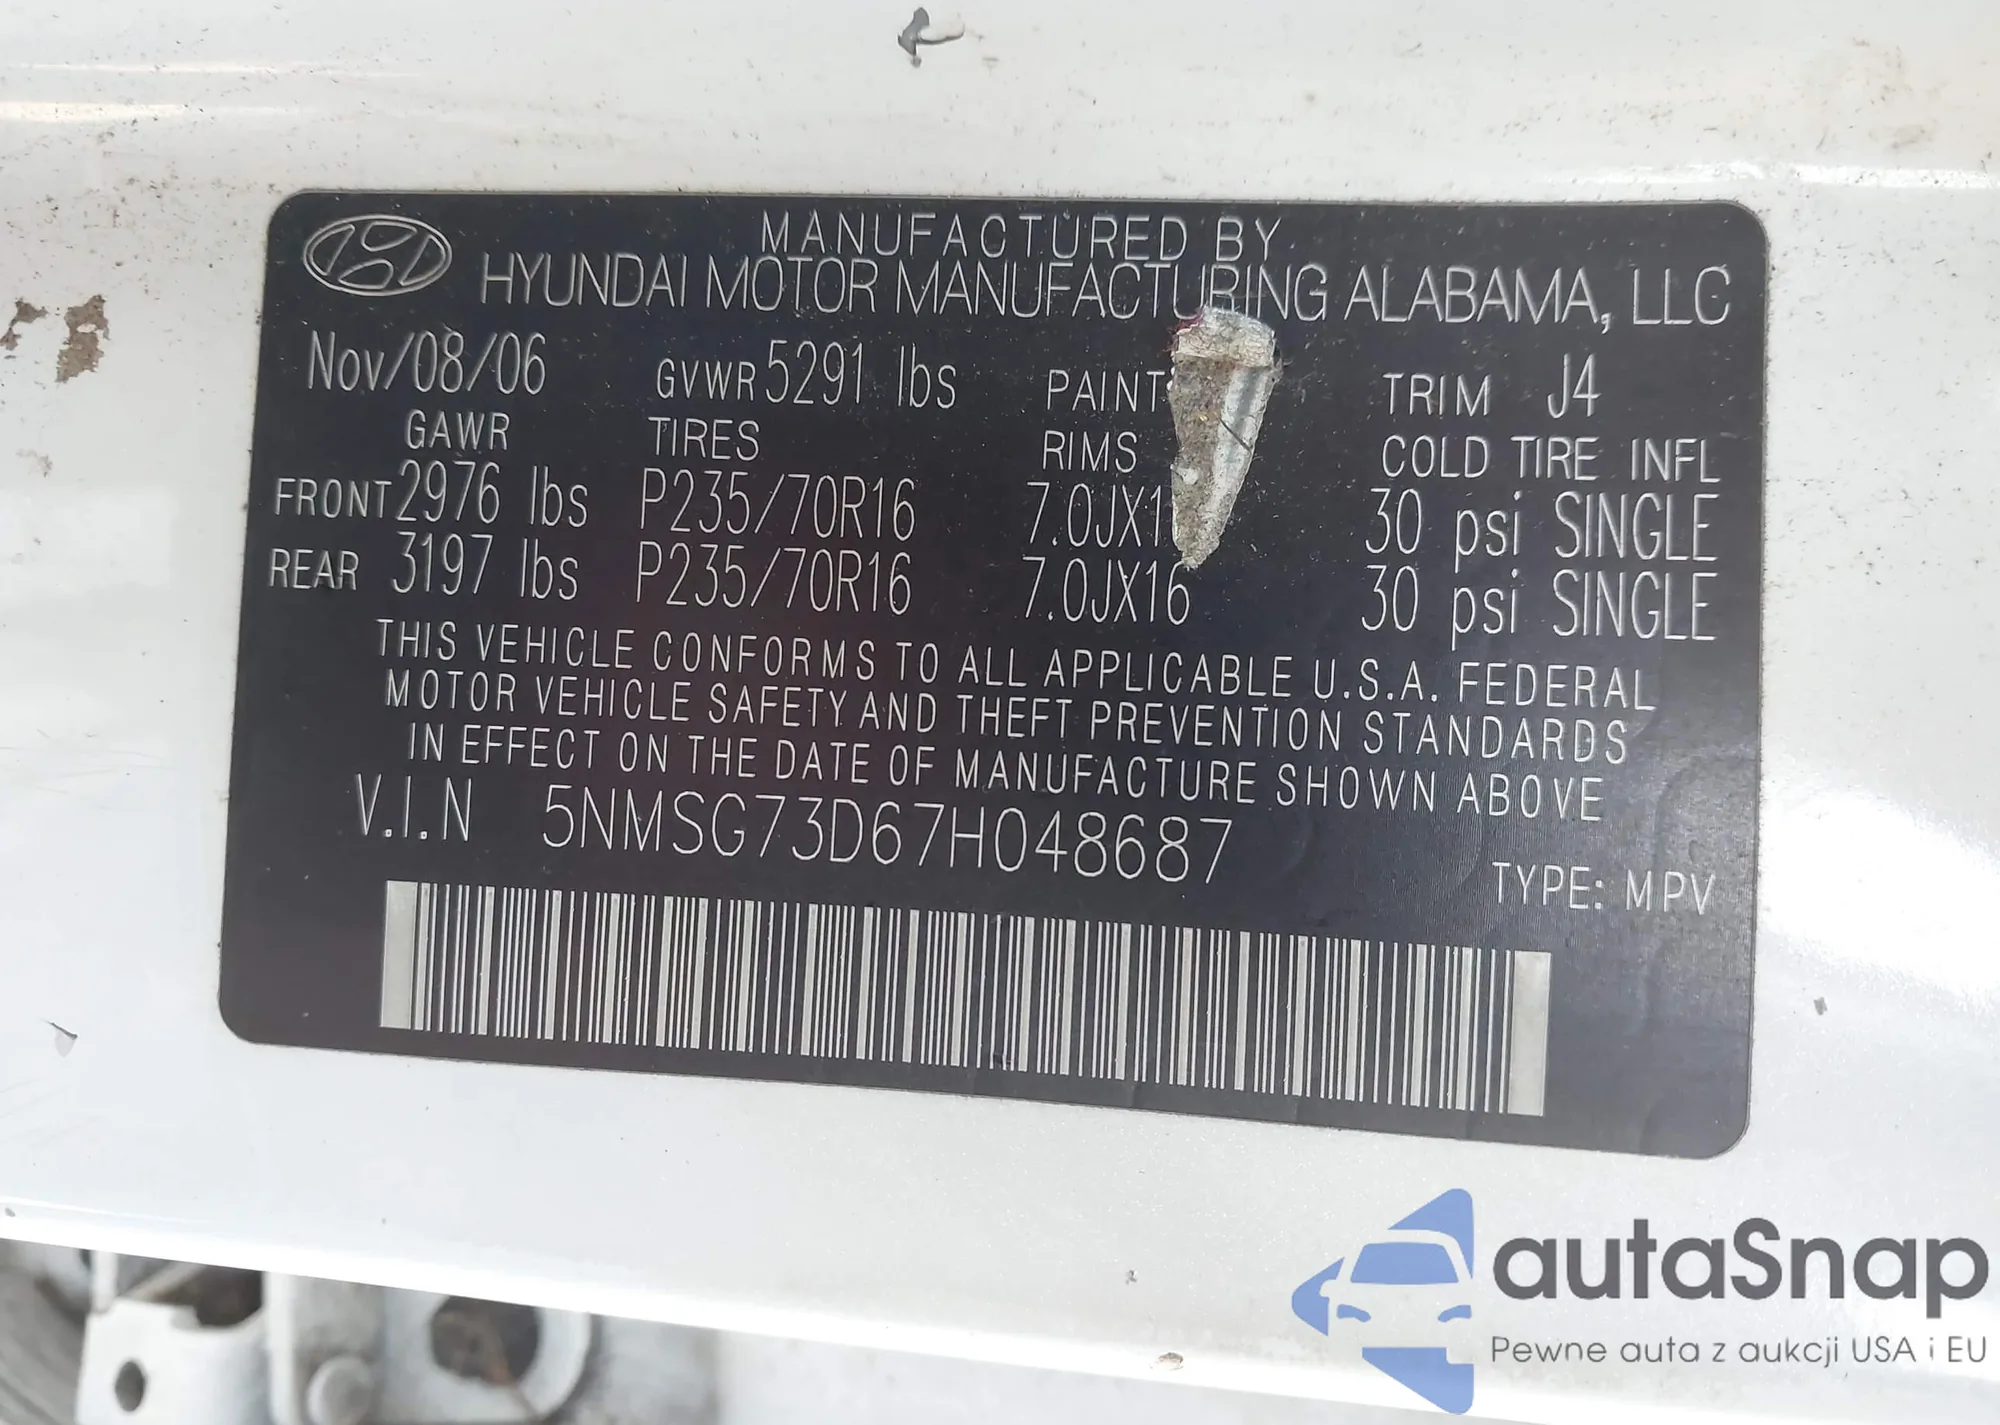 MANUFACTURED BY
HYUNDAI MOTOR MANUFACTURING ALABAMA, LLC
Nov/08/06 GVWR 5291 lbs PAINT TRIM J4
GAWR TIRES RIMS COLD TIRE INFL
FRONT 2976 lbs P235/70R16 30 psi SINGLE
REAR 3197 lbs P235/70R16 7.0JX16 30 psi SINGLE
THIS VEHICLE CONFORMS TO ALL APPLICABLE U.S.A. FEDERAL
MOTOR VEHICLE SAFETY AND THEFT PREVENTION STANDARDS
IN EFFECT ON THE DATE OF MANUFACTURE SHOWN ABOVE
V.I.N 5NMSG73D67H048687
TYPE: MPV
autaSnap
Pewne auta z aukcji USA i EU